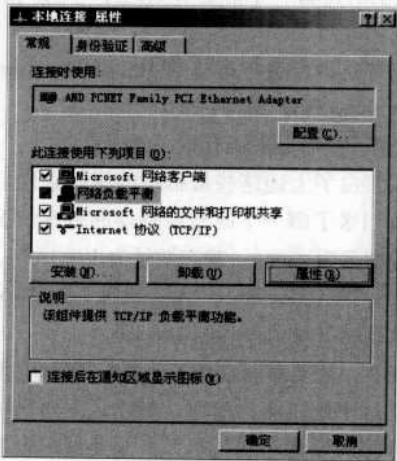 本地连接 属性
常规 身份验证 高级
连接时使用:
AMD PCNET Family PCI Ethernet Adapter
配置(C)...
此连接使用下列项目(O):
Microsoft 网络客户端
网络负载平衡
Microsoft 网络的文件和打印机共享
Internet 协议 (TCP/IP)
安装(N)... 卸载(U) 属性(R)
说明
该组件提供 TCP/IP 负载平衡功能。
连接后在通知区域显示图标(W)
确定 取消